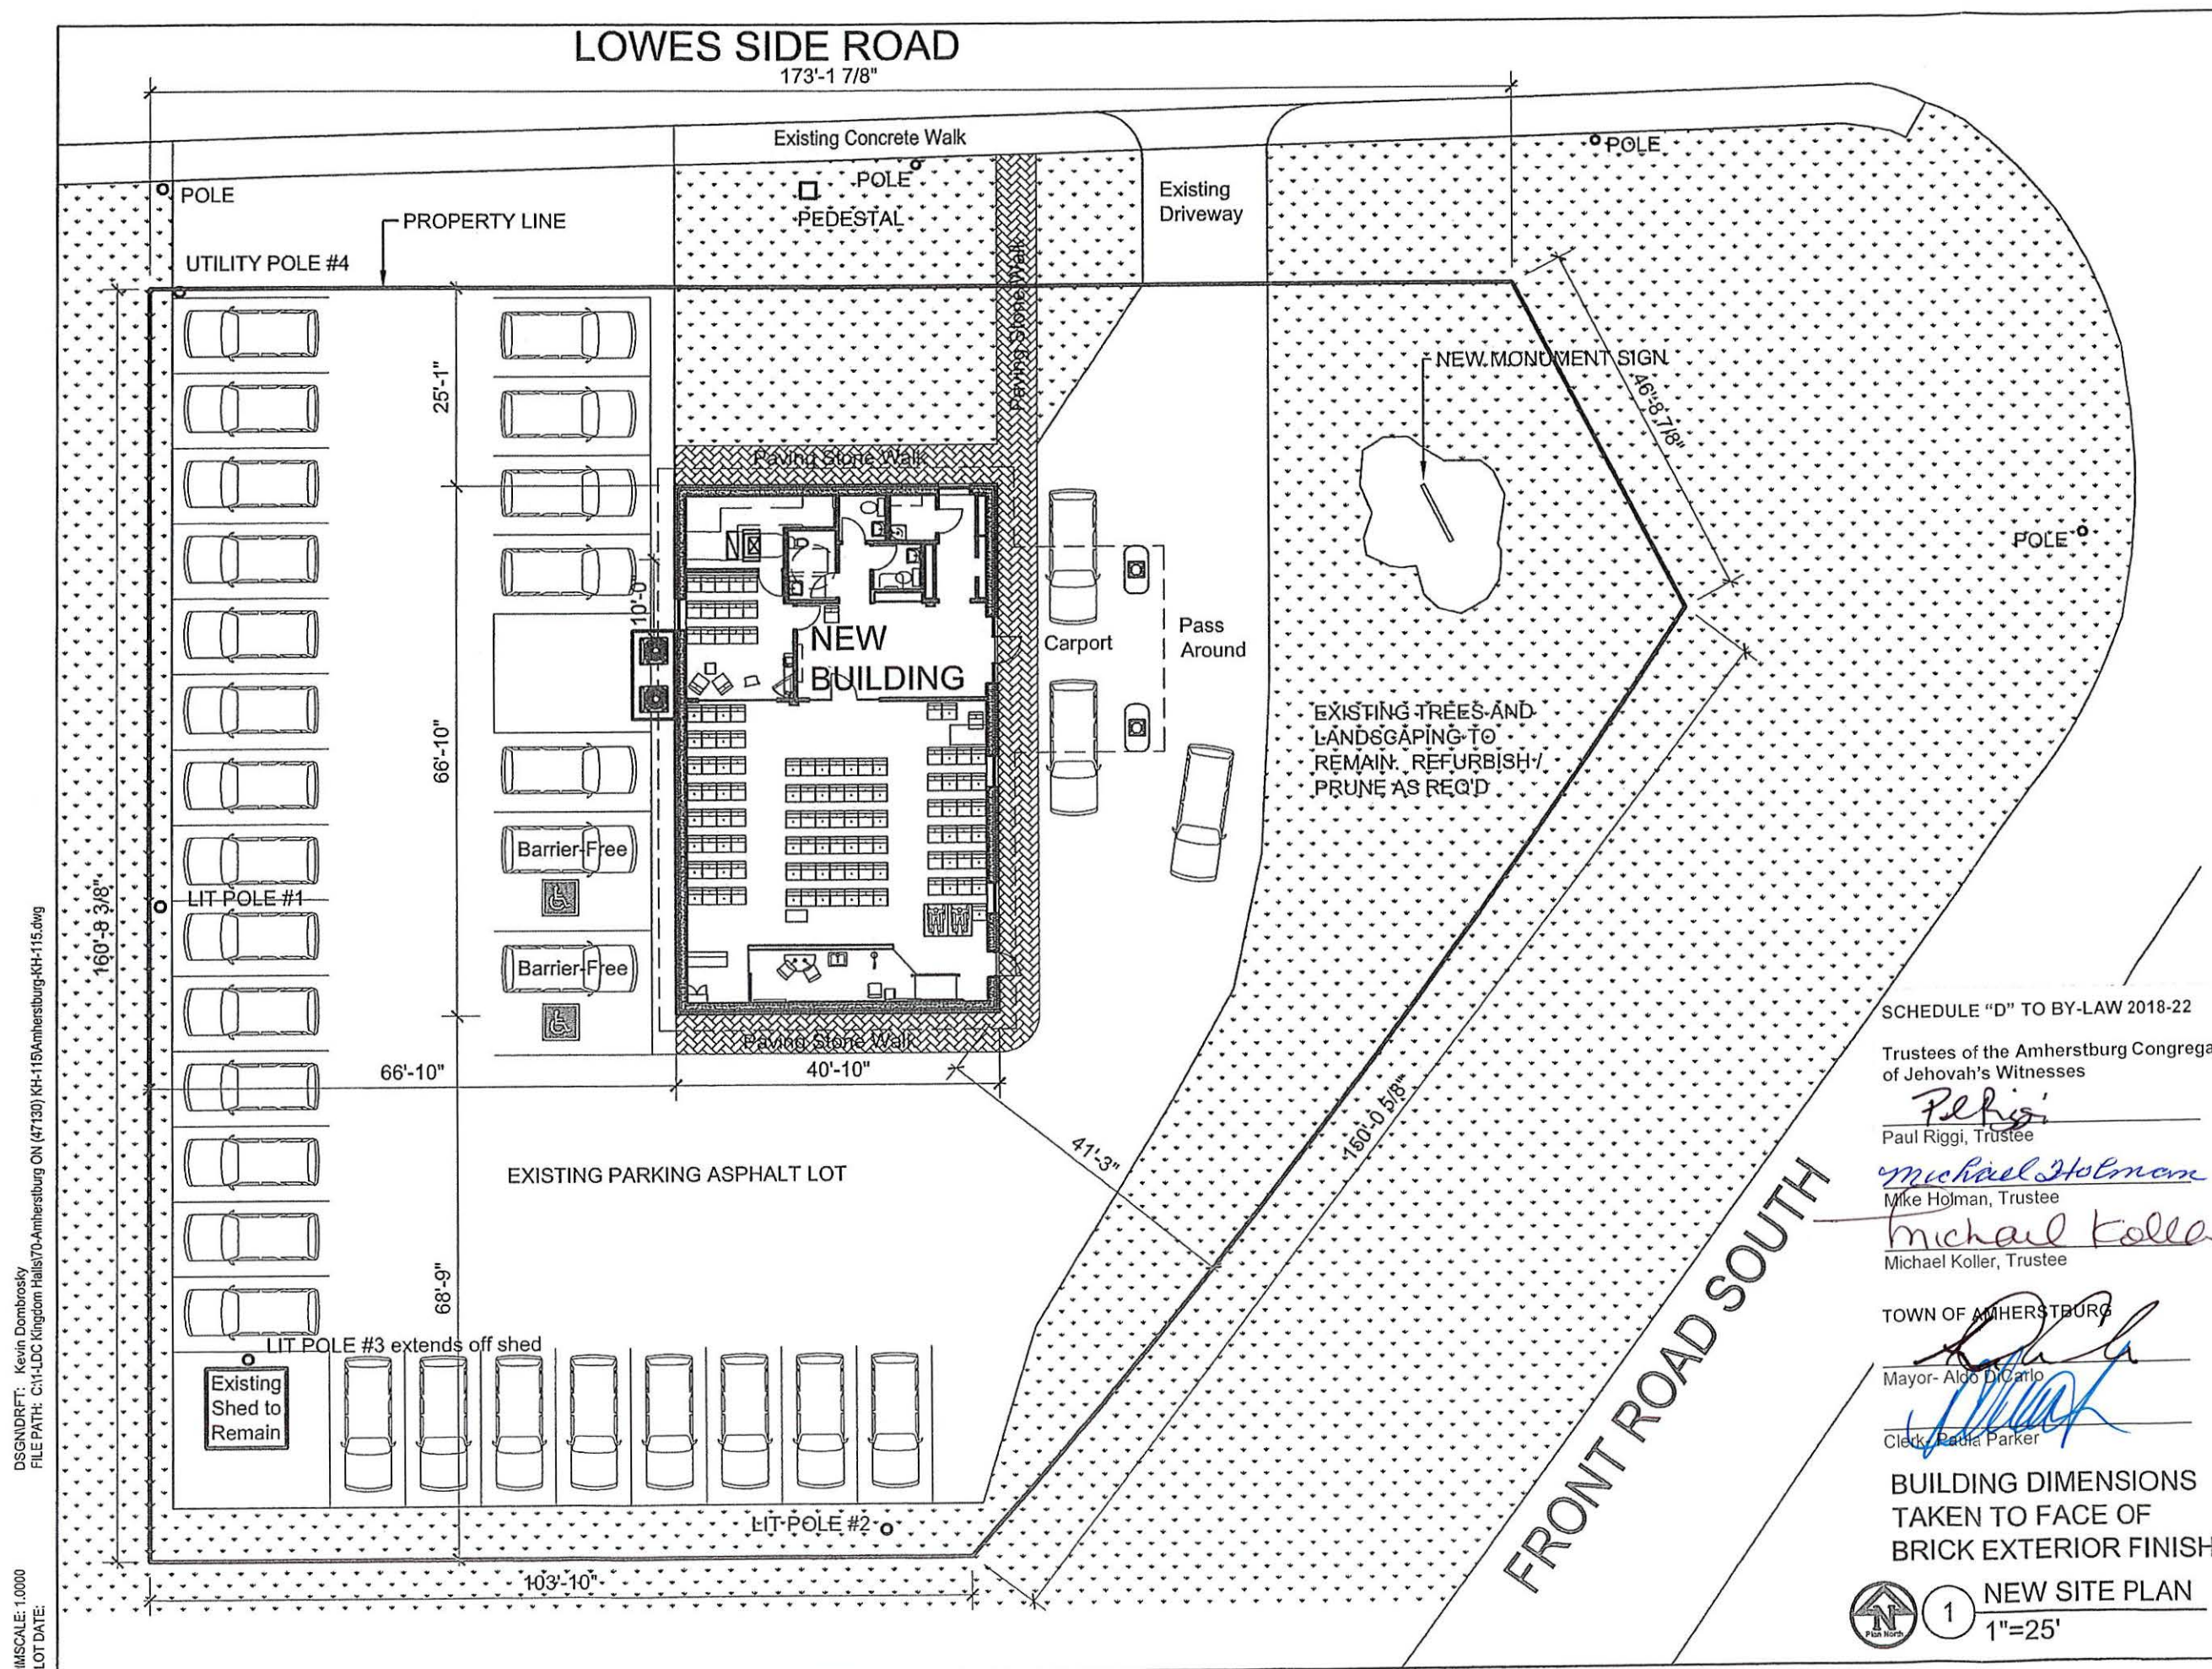 LOWES SIDE ROAD
173'-1 7/8"
Existing Concrete Walk
POLE
POLE
POLE
PEDESTAL
Existing
Driveway
PROPERTY LINE
UTILITY POLE #4
Paving Stone Walk
25'-1"
NEW MONUMENT SIGN
46'-8 7/8"
Paving Stone Walk
POLE
10'-0"
NEW
BUILDING
Carport
Pass
Around
66'-10"
EXISTING TREES AND
LANDSCAPING TO
REMAIN. REFURBISH /
PRUNE AS REQ'D
Barrier-Free
LIT POLE #1
160'-8 3/8"
Barrier-Free
Paving Stone Walk
66'-10"
40'-10"
41'-3"
150'-0 5/8"
EXISTING PARKING ASPHALT LOT
68'-9"
LIT POLE #3 extends off shed
Existing
Shed to
Remain
LIT POLE #2
103'-10"
FRONT ROAD SOUTH
SCHEDULE "D" TO BY-LAW 2018-22
Trustees of the Amherstburg Congrega
of Jehovah's Witnesses
Paul Riggi, Trustee
Michael Holman
Mike Holman, Trustee
Michael Kolle
Michael Koller, Trustee
TOWN OF AMHERSTBURG
Mayor- Aldo DiCarlo
Clerk- Paula Parker
BUILDING DIMENSIONS
TAKEN TO FACE OF
BRICK EXTERIOR FINISH
N
Plan North
1
NEW SITE PLAN
1"=25'
DSGN\DRFT: Kevin Dombrosky
FILE PATH: C:\1-LDC Kingdom Halls\70-Amherstburg ON (47130) KH-115\Amherstburg-KH-115.dwg
IMSCALE: 1.0000
LOT DATE: